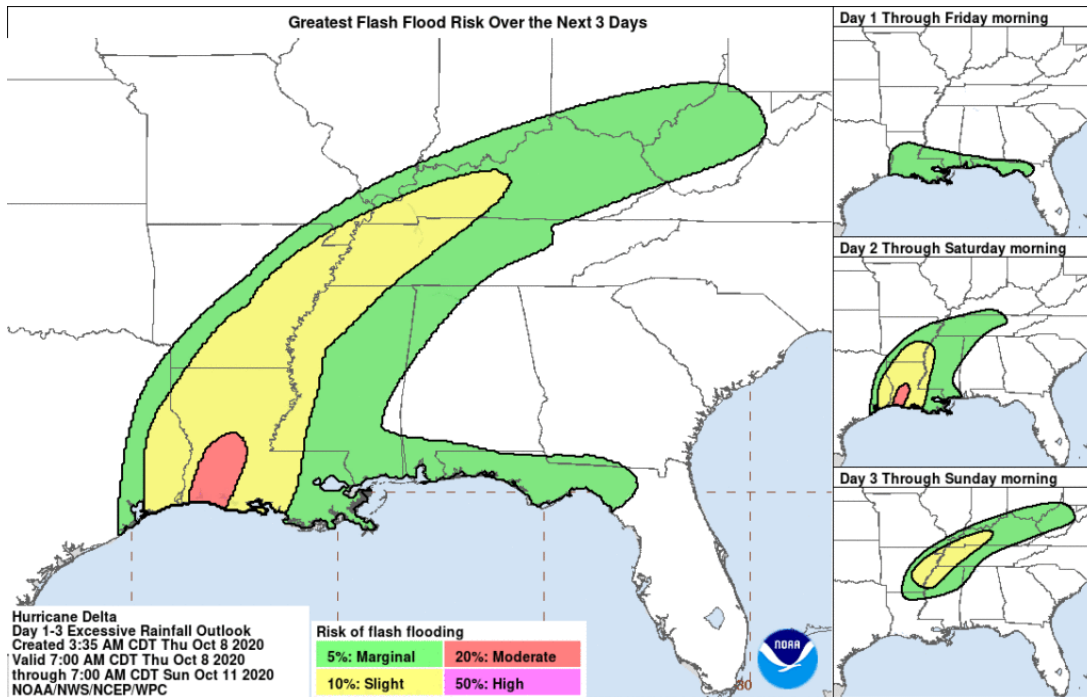 Greatest Flash Flood Risk Over the Next 3 Days
Day 1 Through Friday morning
Day 2 Through Saturday morning
Day 3 Through Sunday morning
Hurricane Delta
Day 1-3 Excessive Rainfall Outlook
Created 3:35 AM CDT Thu Oct 8 2020
Valid 7:00 AM CDT Thu Oct 8 2020
through 7:00 AM CDT Sun Oct 11 2020
NOAA/NWS/NCEP/WPC
Risk of flash flooding
5%: Marginal
20%: Moderate
10%: Slight
50%: High
NOAA
80